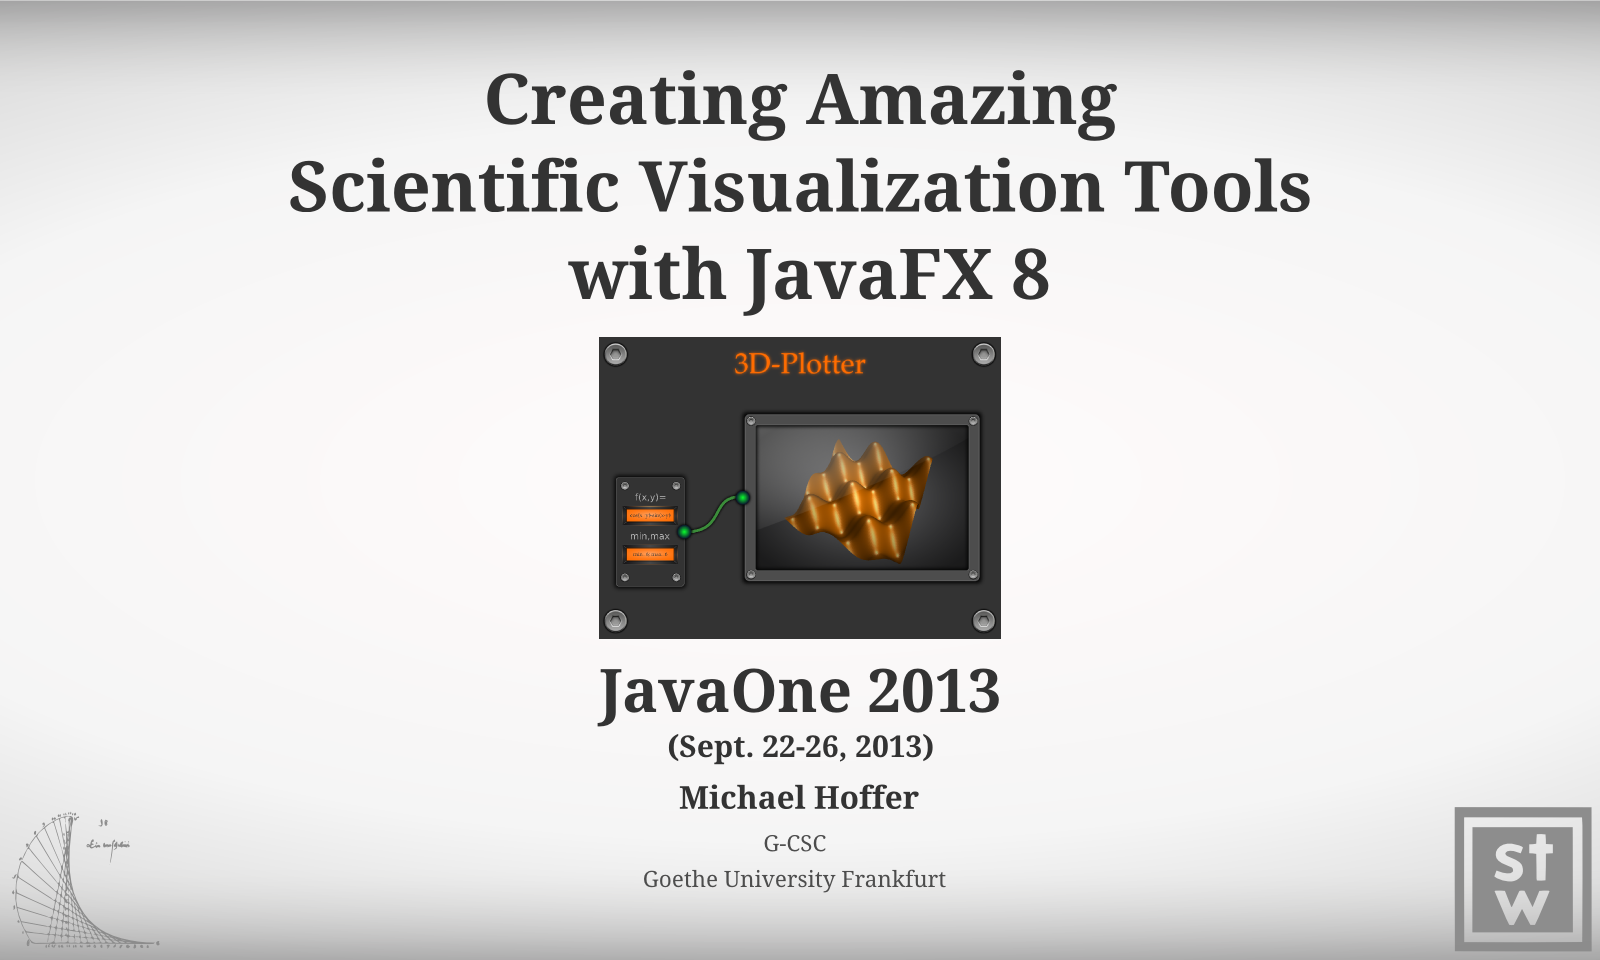 Creating Amazing
Scientific Visualization Tools
with JavaFX 8
3D-Plotter
f(x,y)=
min,max
JavaOne 2013
(Sept. 22-26, 2013)
Michael Hoffer
G-CSC
Goethe University Frankfurt
st
w